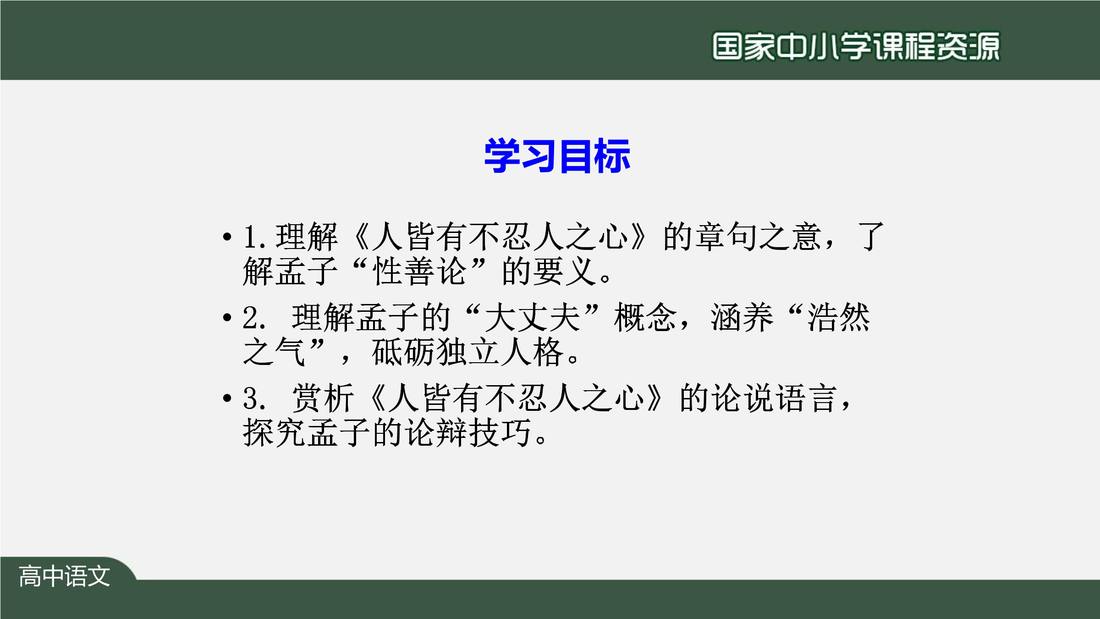 国家中小学课程资源
学习目标
• 1.理解《人皆有不忍人之心》的章句之意，了
解孟子“性善论”的要义。
• 2. 理解孟子的“大丈夫”概念，涵养“浩然
之气”，砥砺独立人格。
• 3. 赏析《人皆有不忍人之心》的论说语言，
探究孟子的论辩技巧。
高中语文